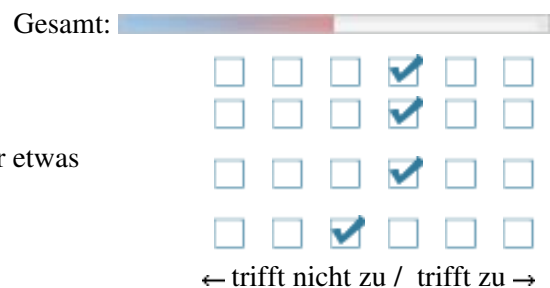 Gesamt:
r etwas
← trifft nicht zu / trifft zu →